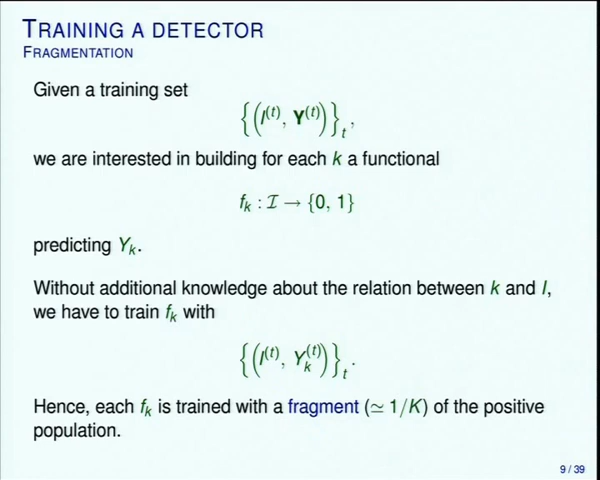 TRAINING A DETECTOR
FRAGMENTATION
Given a training set
{(I^(t), Y^(t))}_t,
we are interested in building for each k a functional
f_k : ℐ → {0, 1}
predicting Y_k.
Without additional knowledge about the relation between k and I,
we have to train f_k with
{(I^(t), Y_k^(t))}_t.
Hence, each f_k is trained with a fragment (≃ 1/K) of the positive
population.
9 / 39